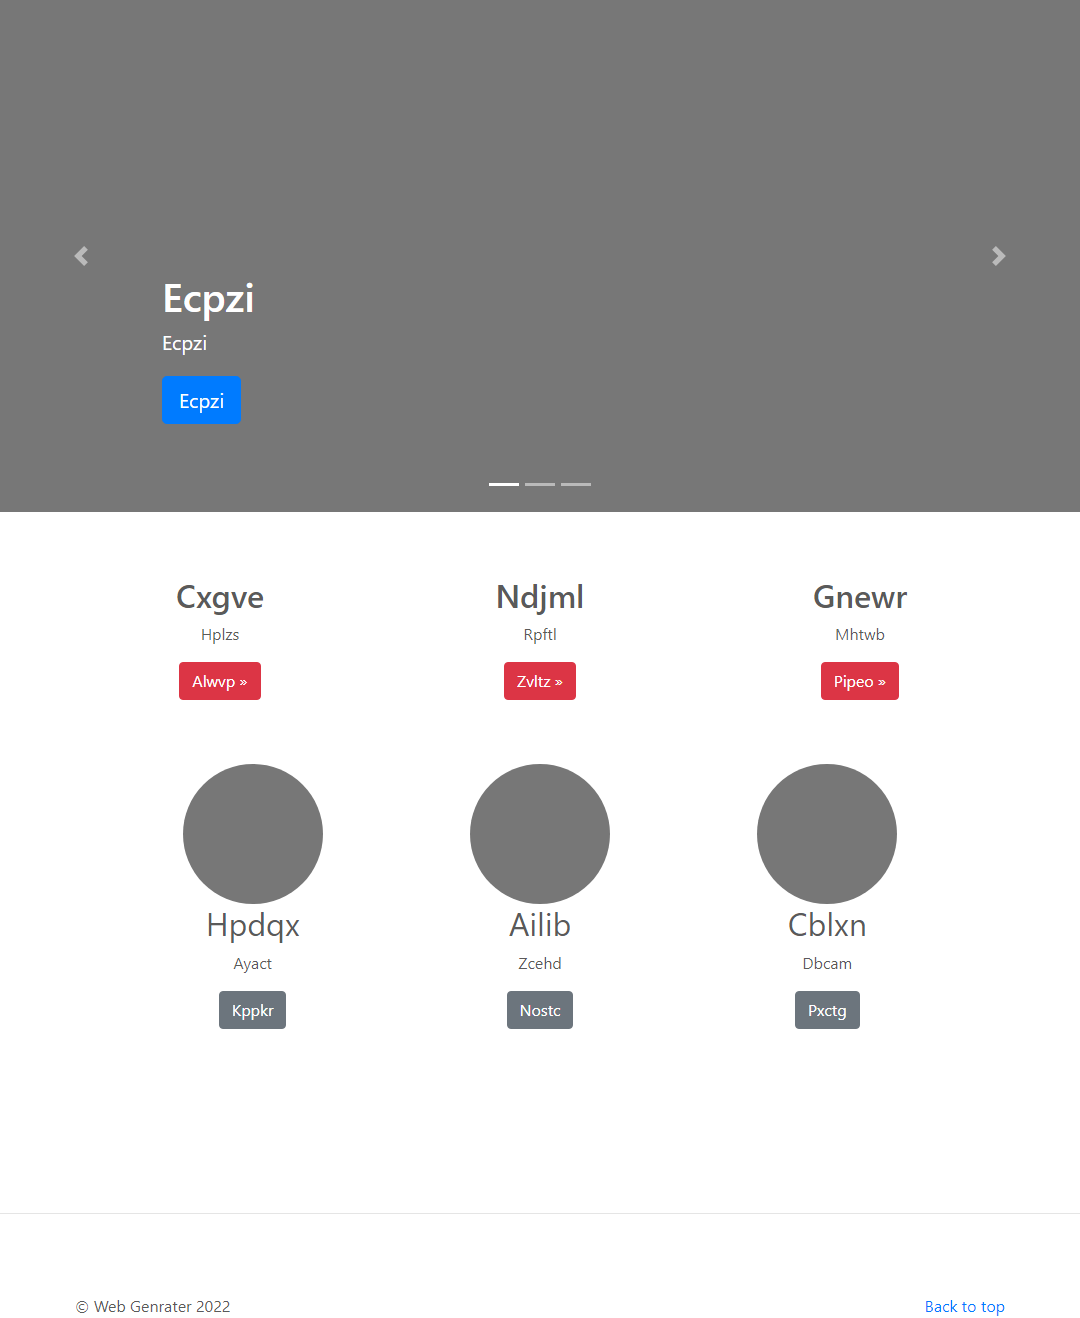 Ecpzi
Ecpzi
Ecpzi
Cxgve
Hplzs
Alwvp »
Ndjml
Rpftl
Zvltz »
Gnewr
Mhtwb
Pipeo »
Hpdqx
Ayact
Kppkr
Ailib
Zcehd
Nostc
Cblxn
Dbcam
Pxctg
© Web Genrater 2022
Back to top